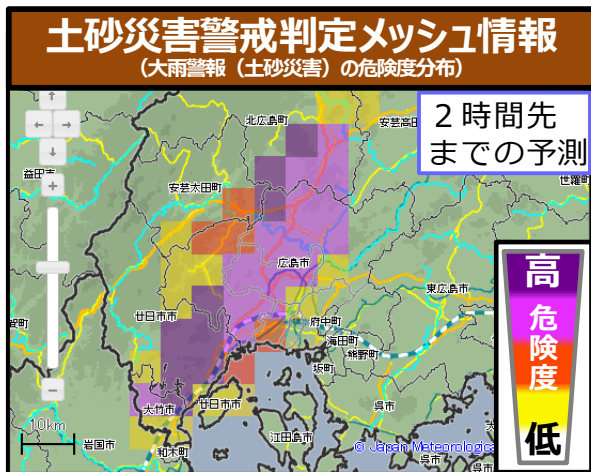 土砂災害警戒判定メッシュ情報
(大雨警報（土砂災害）の危険度分布)
2時間先
までの予測
北広島町
安芸高田
益田市
世羅町
安芸太田町
広島市
東広島市
廿日市市
府中町
海田町
熊野町
坂町
呉市
大竹市
廿日市市
10km
岩国市
和木町
江田島市
© Japan Meteorologica
呉市
高
危険度
低